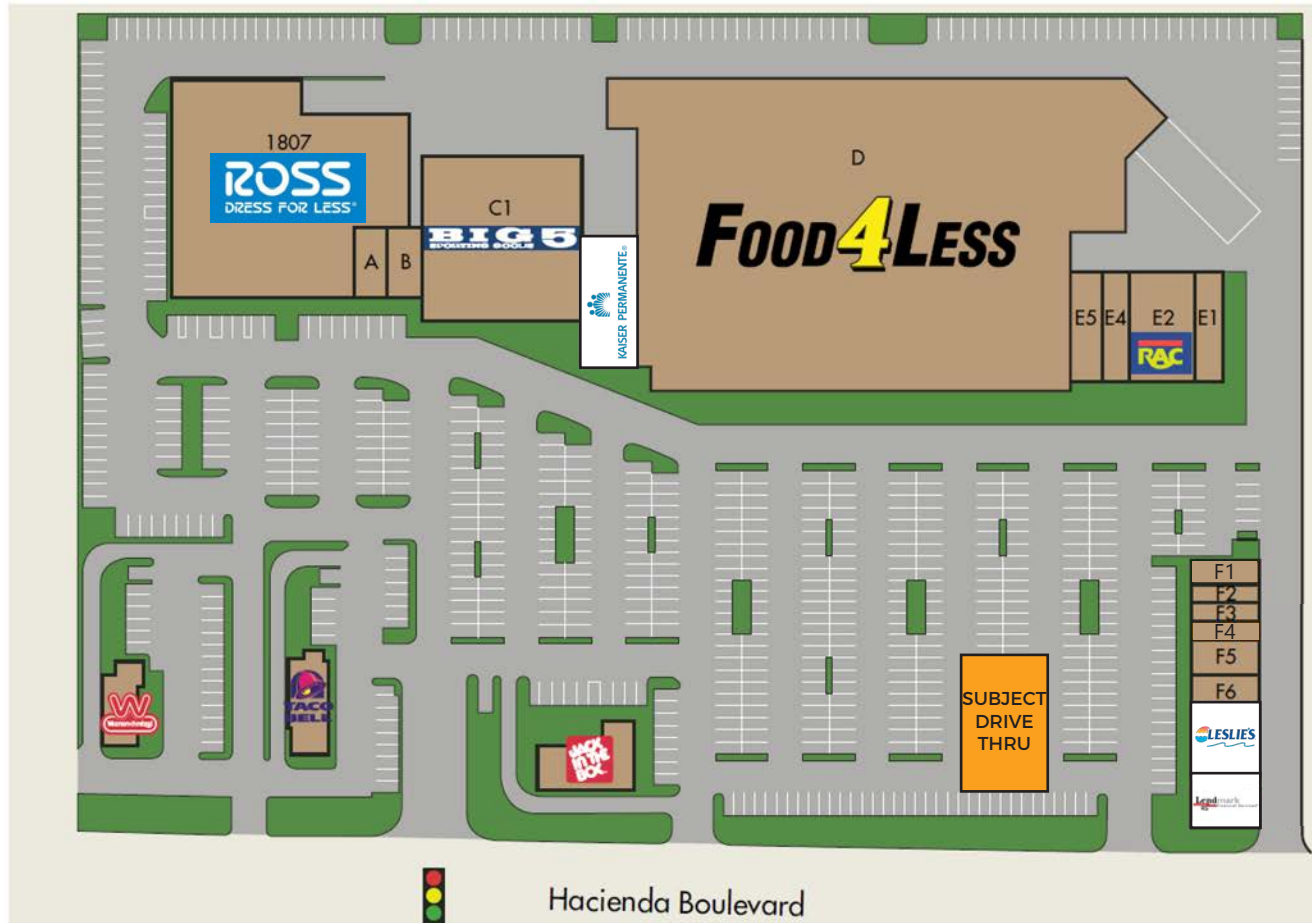 1807
ROSS
DRESS FOR LESS®
A
B
C1
BIG 5
SPORTING GOODS
KAISER PERMANENTE®
D
FOOD4LESS
E5
E4
E2
RAC
E1
F1
F2
F3
F4
F5
F6
LESLIE'S
W
Wienerschnitzel
TACO
BELL
JACK
IN THE
BOX
SUBJECT
DRIVE
THRU
Hacienda Boulevard